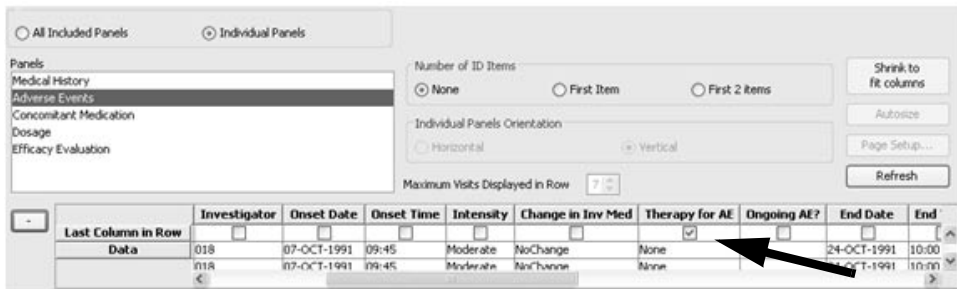 All Included Panels Individual Panels
Panels
Medical History
Adverse Events
Concomitant Medication
Dosage
Efficacy Evaluation
Number of ID Items
None First Item First 2 items
Individual Panels Orientation
Horizontal Vertical
Maximum Visits Displayed in Row 7
Shrink to
fit columns
Autosize
Page Setup...
Refresh
- Investigator Onset Date Onset Time Intensity Change in Inv Med Therapy for AE Ongoing AE? End Date End
Last Column in Row
Data 018 07-OCT-1991 09:45 Moderate NoChange None 24-OCT-1991 10:00
018 07-OCT-1991 09:45 Moderate NoChange None 24-OCT-1991 10:00